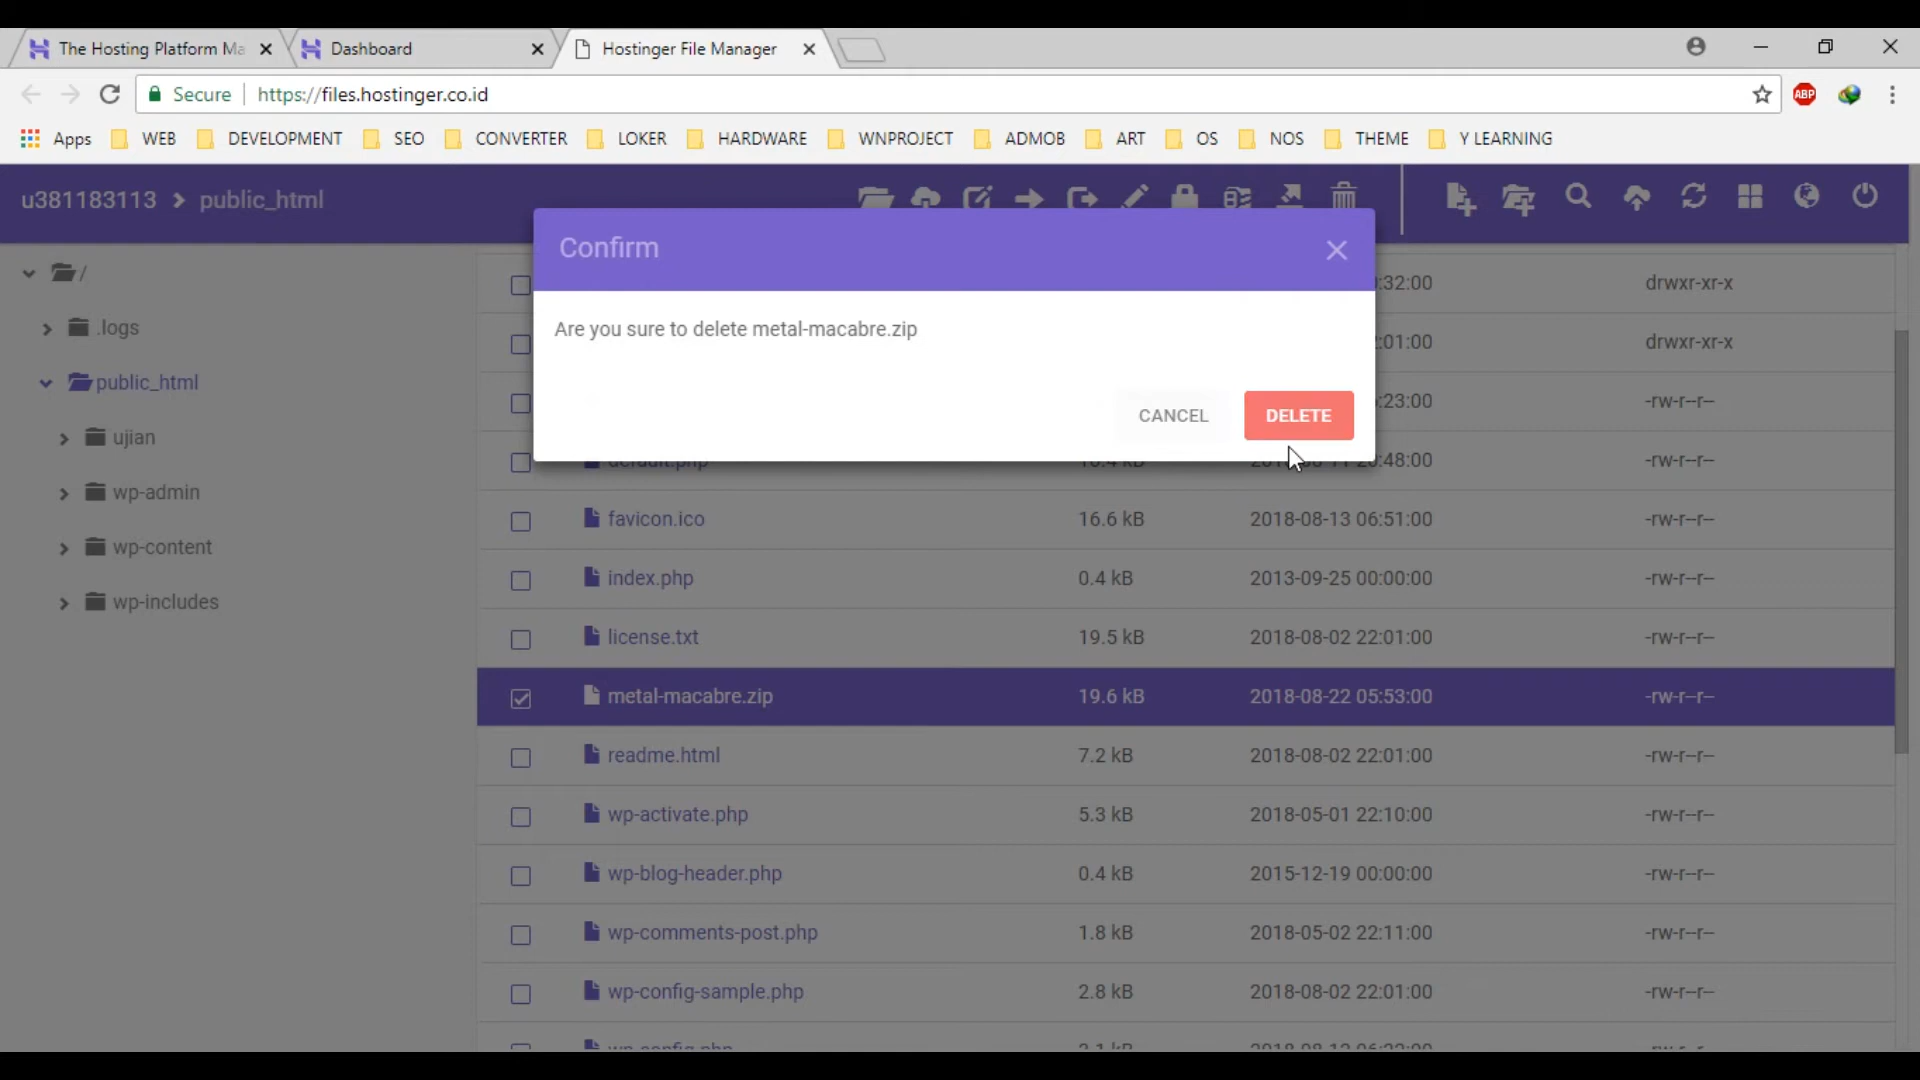 The Hosting Platform Ma
Dashboard
Hostinger File Manager
Secure
https://files.hostinger.co.id
ABP
Apps
WEB
DEVELOPMENT
SEO
CONVERTER
LOKER
HARDWARE
WNPROJECT
ADMOB
ART
OS
NOS
THEME
Y LEARNING
u381183113
public_html
Confirm
Are you sure to delete metal-macabre.zip
CANCEL
DELETE
/
.logs
public_html
ujian
wp-admin
wp-content
wp-includes
:32:00 drwxr-xr-x
:01:00 drwxr-xr-x
:23:00 -rw-r--r--
default.php :48:00 -rw-r--r--
favicon.ico 16.6 kB 2018-08-13 06:51:00 -rw-r--r--
index.php 0.4 kB 2013-09-25 00:00:00 -rw-r--r--
license.txt 19.5 kB 2018-08-02 22:01:00 -rw-r--r--
metal-macabre.zip 19.6 kB 2018-08-22 05:53:00 -rw-r--r--
readme.html 7.2 kB 2018-08-02 22:01:00 -rw-r--r--
wp-activate.php 5.3 kB 2018-05-01 22:10:00 -rw-r--r--
wp-blog-header.php 0.4 kB 2015-12-19 00:00:00 -rw-r--r--
wp-comments-post.php 1.8 kB 2018-05-02 22:11:00 -rw-r--r--
wp-config-sample.php 2.8 kB 2018-08-02 22:01:00 -rw-r--r--
wp-config.php